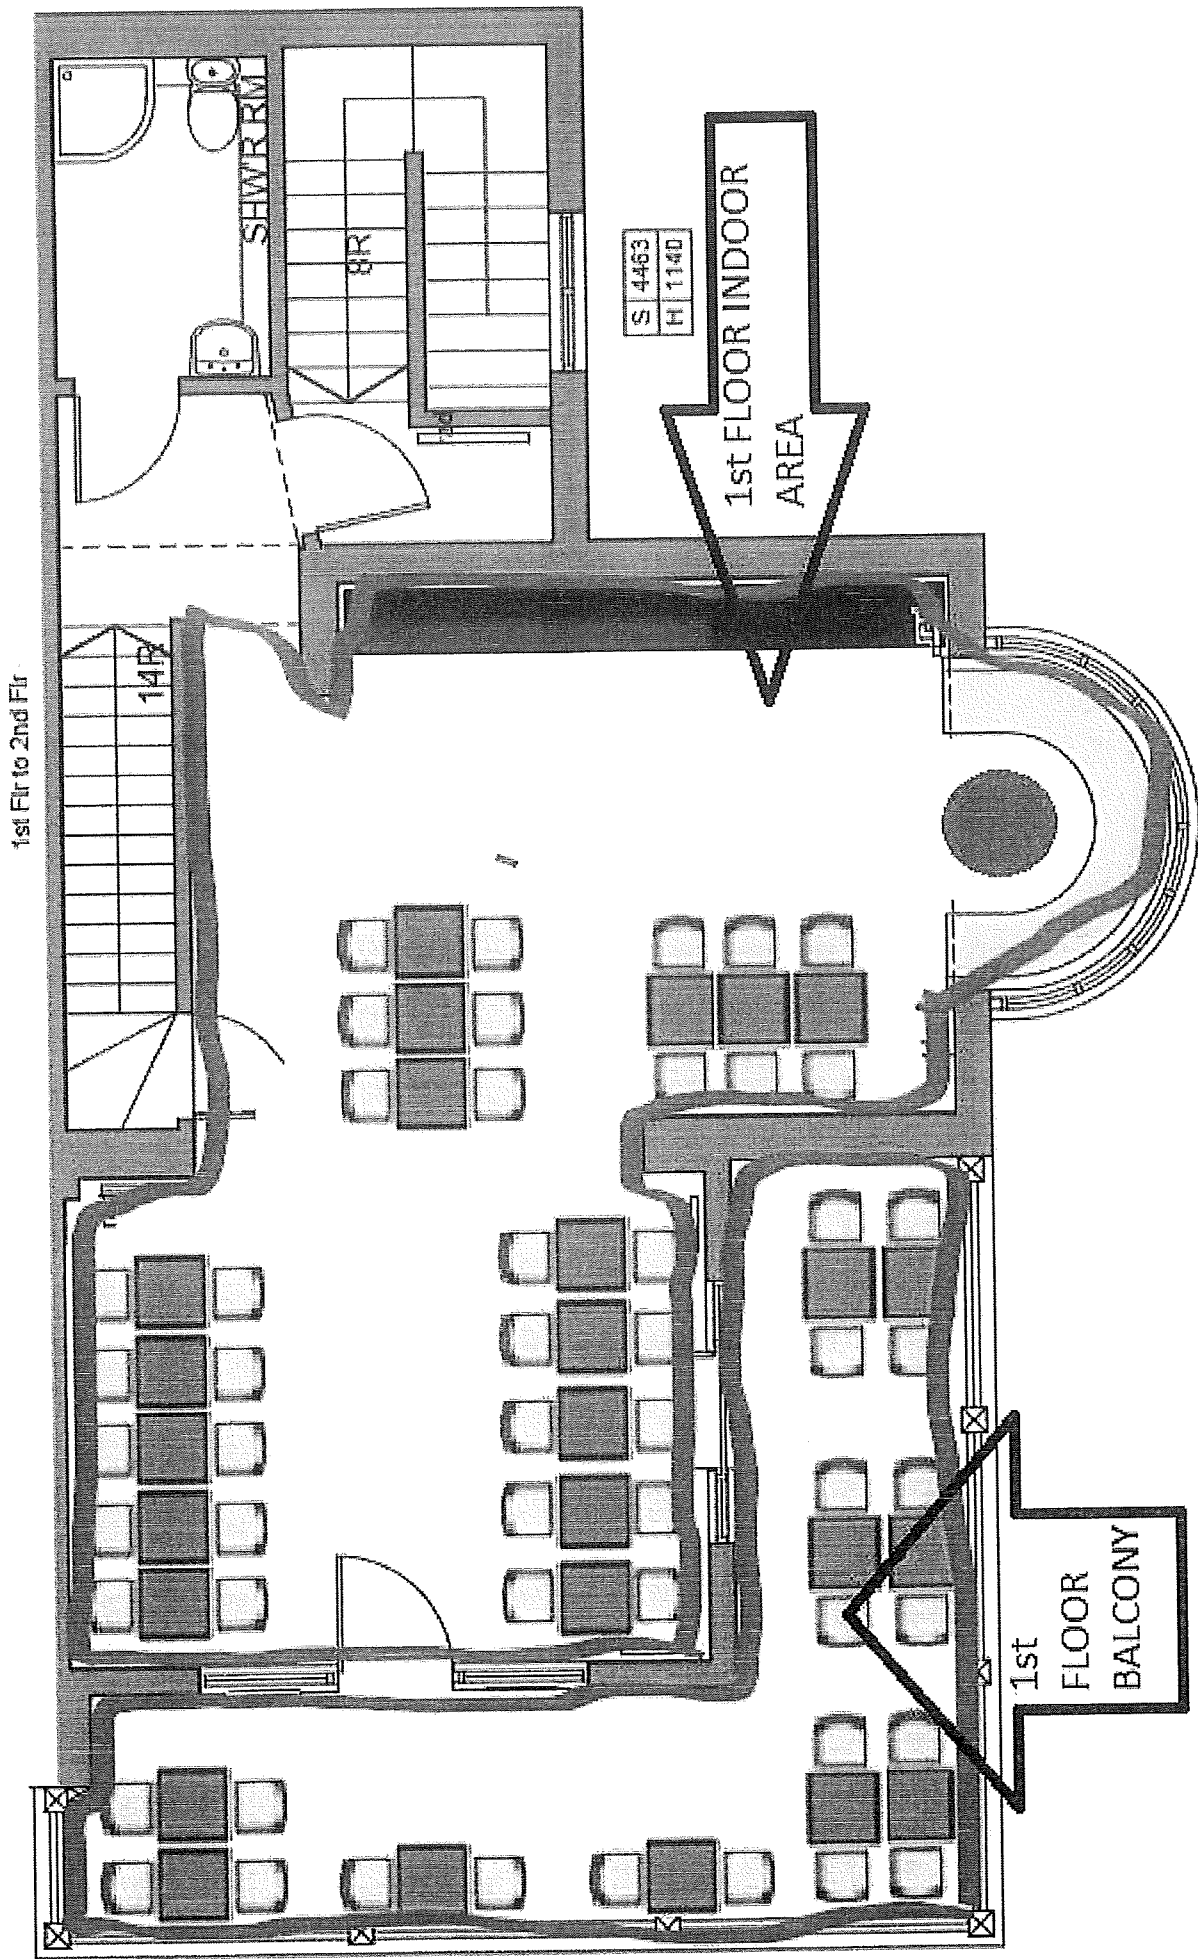 1st Flr to 2nd Flr
SHWR RM
8R
14R
S 4463
H 1140
1st FLOOR INDOOR
AREA
1st
FLOOR
BALCONY